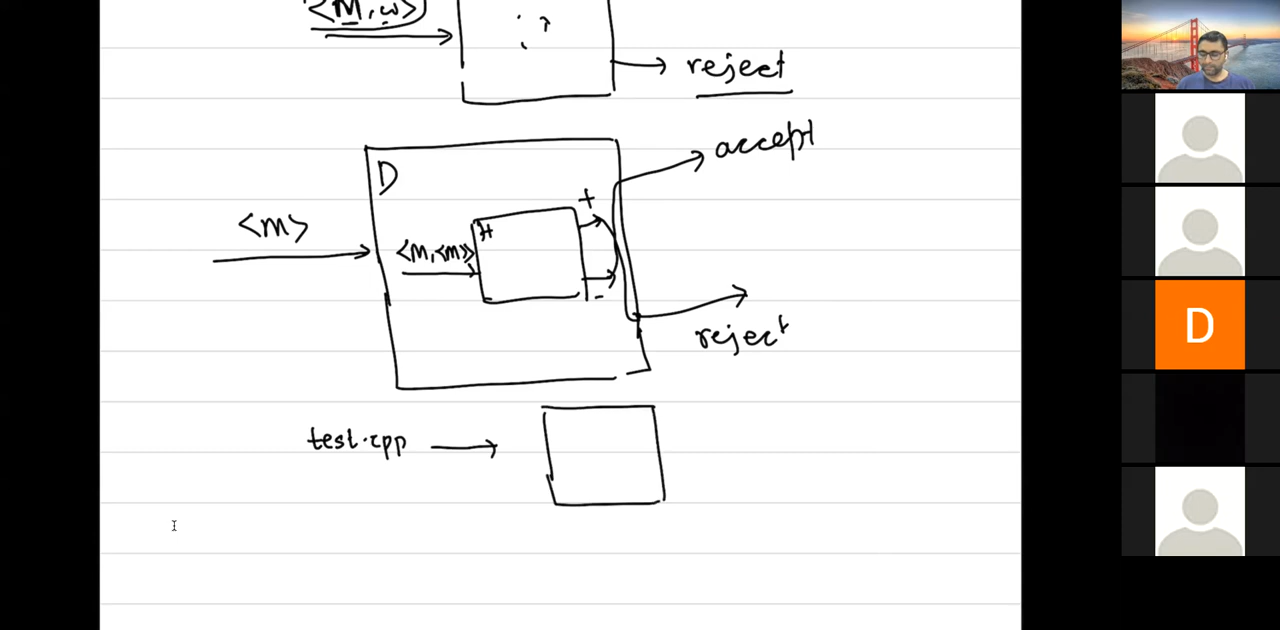 <M, w>
reject
accept
D
<M>
+
H
<M, <M>>
-
reject
test.cpp
D